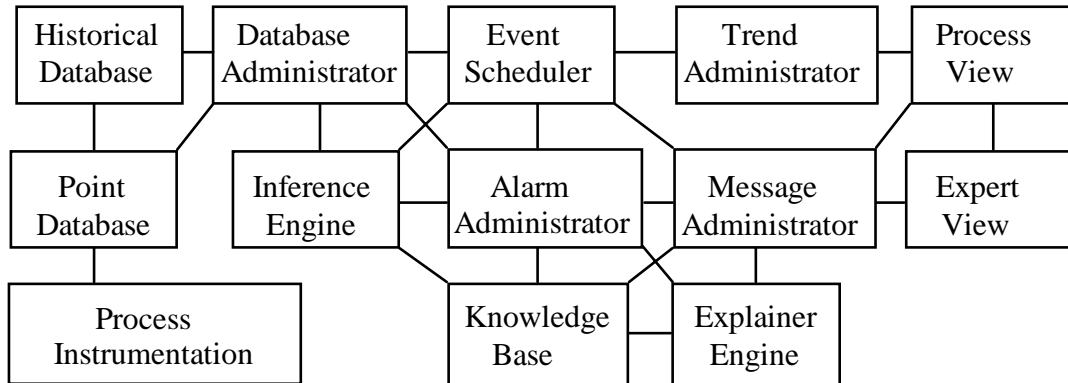 Historical
Database
Database
Administrator
Event
Scheduler
Trend
Administrator
Process
View
Point
Database
Inference
Engine
Alarm
Administrator
Message
Administrator
Expert
View
Process
Instrumentation
Knowledge
Base
Explainer
Engine